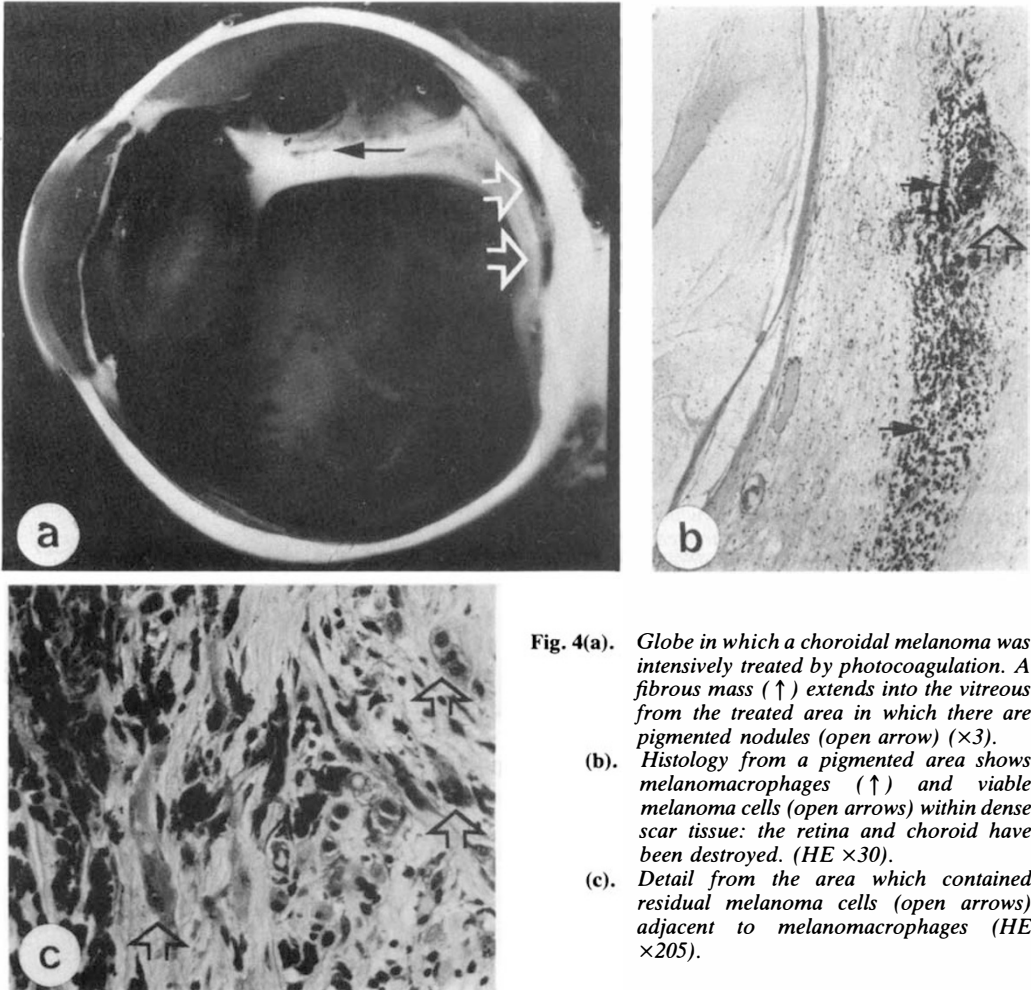 a
b
c
Fig. 4(a). Globe in which a choroidal melanoma was
intensively treated by photocoagulation. A
fibrous mass (↑) extends into the vitreous
from the treated area in which there are
pigmented nodules (open arrow) (×3).
(b). Histology from a pigmented area shows
melanomacrophages (↑) and viable
melanoma cells (open arrows) within dense
scar tissue: the retina and choroid have
been destroyed. (HE ×30).
(c). Detail from the area which contained
residual melanoma cells (open arrows)
adjacent to melanomacrophages (HE
×205).